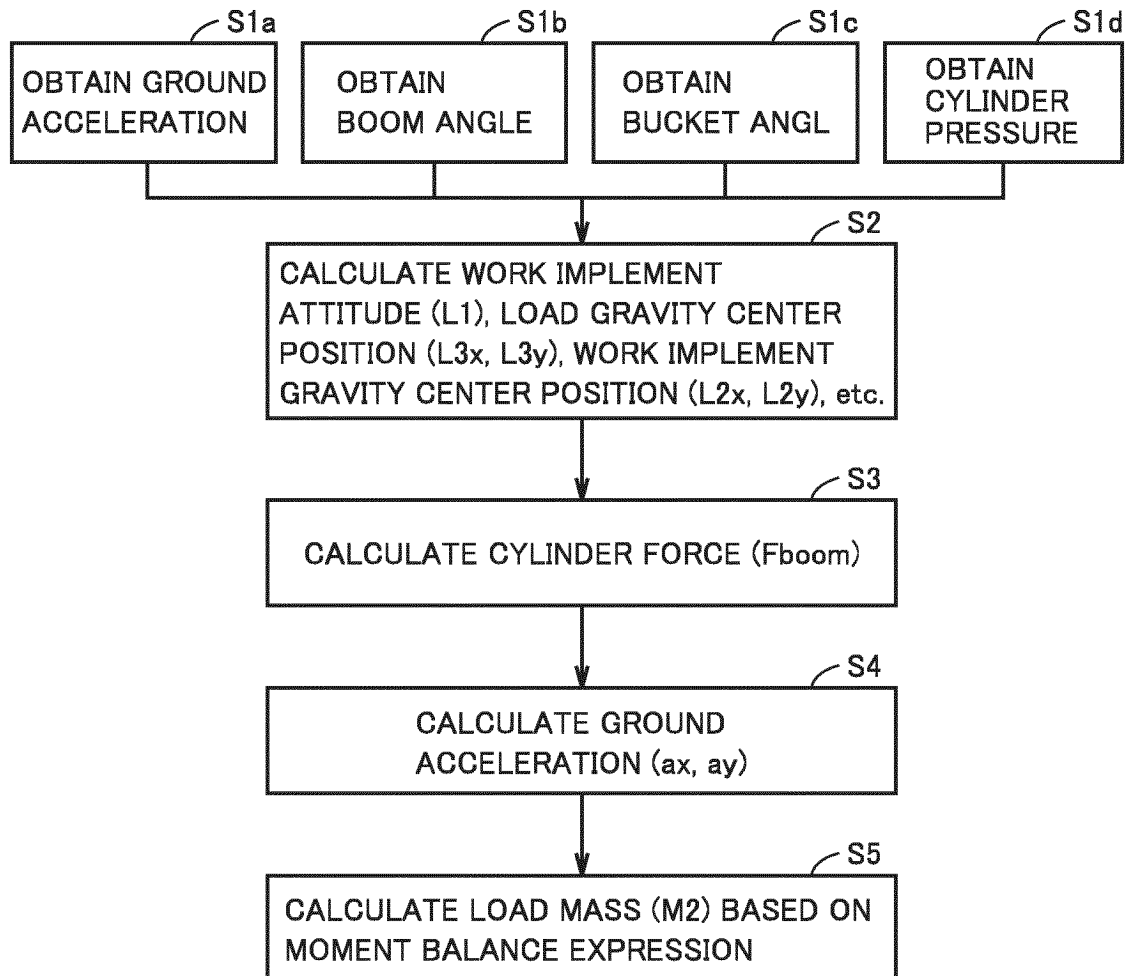 S1a
OBTAIN GROUND
ACCELERATION
S1b
OBTAIN
BOOM ANGLE
S1c
OBTAIN
BUCKET ANGL
S1d
OBTAIN
CYLINDER
PRESSURE
S2
CALCULATE WORK IMPLEMENT
ATTITUDE (L1), LOAD GRAVITY CENTER
POSITION (L3x, L3y), WORK IMPLEMENT
GRAVITY CENTER POSITION (L2x, L2y), etc.
S3
CALCULATE CYLINDER FORCE (Fboom)
S4
CALCULATE GROUND
ACCELERATION (ax, ay)
S5
CALCULATE LOAD MASS (M2) BASED ON
MOMENT BALANCE EXPRESSION